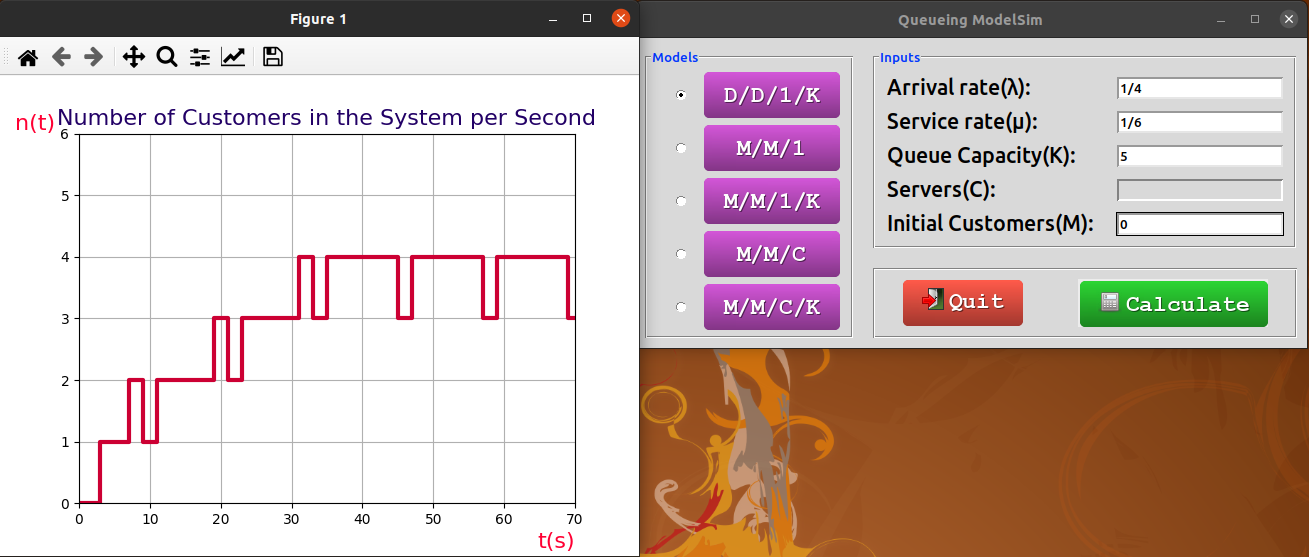 Figure 1
n(t)
Number of Customers in the System per Second
6
5
4
3
2
1
0
0 10 20 30 40 50 60 70
t(s)
Queueing ModelSim
Models
D/D/1/K
M/M/1
M/M/1/K
M/M/C
M/M/C/K
Inputs
Arrival rate(λ): 1/4
Service rate(μ): 1/6
Queue Capacity(K): 5
Servers(C):
Initial Customers(M): 0
Quit
Calculate